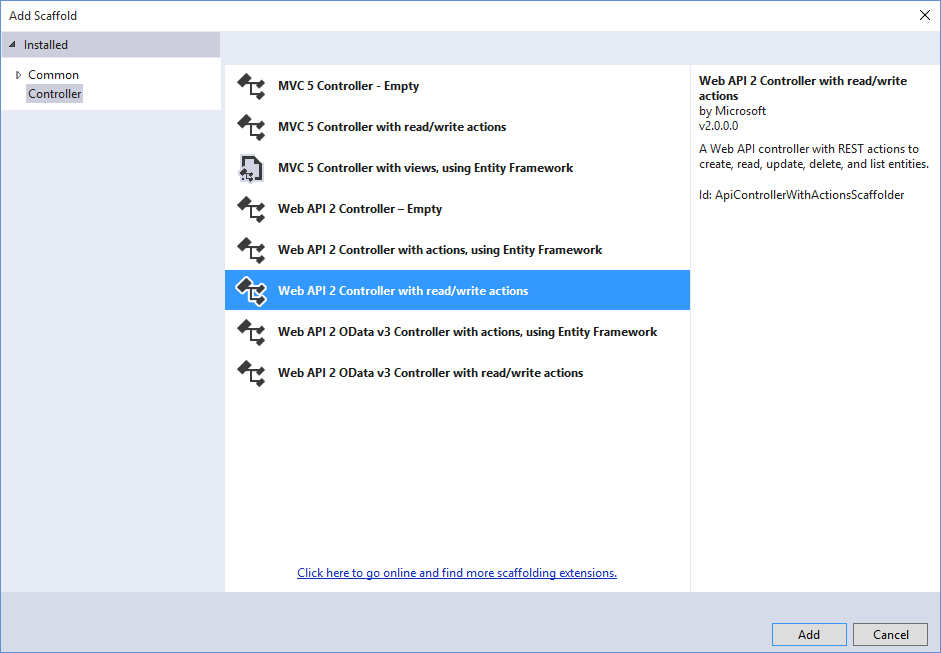 Add Scaffold
Installed
Common
Controller
MVC 5 Controller - Empty
MVC 5 Controller with read/write actions
MVC 5 Controller with views, using Entity Framework
Web API 2 Controller – Empty
Web API 2 Controller with actions, using Entity Framework
Web API 2 Controller with read/write actions
Web API 2 OData v3 Controller with actions, using Entity Framework
Web API 2 OData v3 Controller with read/write actions
Click here to go online and find more scaffolding extensions.
Web API 2 Controller with read/write
actions
by Microsoft
v2.0.0.0
A Web API controller with REST actions to
create, read, update, delete, and list entities.
Id: ApiControllerWithActionsScaffolder
Add
Cancel